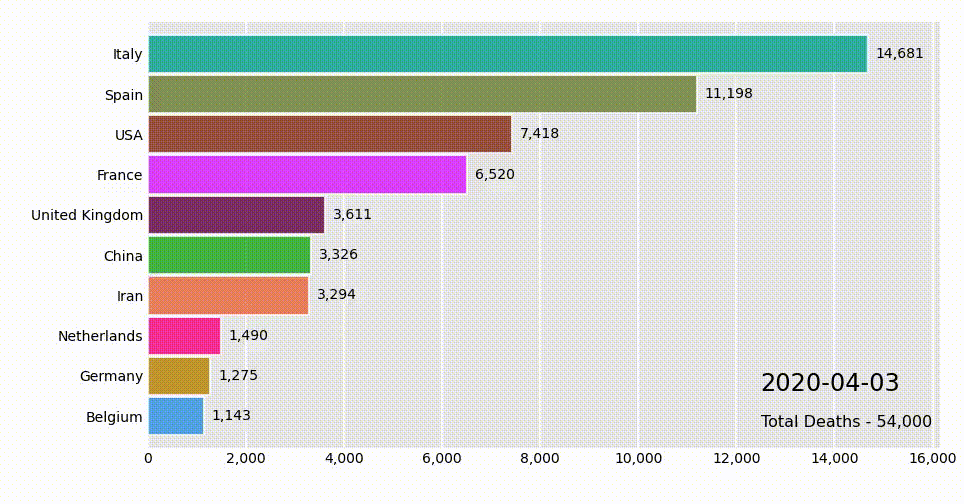 Italy 14,681
Spain 11,198
USA 7,418
France 6,520
United Kingdom 3,611
China 3,326
Iran 3,294
Netherlands 1,490
Germany 1,275
Belgium 1,143
2020-04-03
Total Deaths - 54,000
0 2,000 4,000 6,000 8,000 10,000 12,000 14,000 16,000